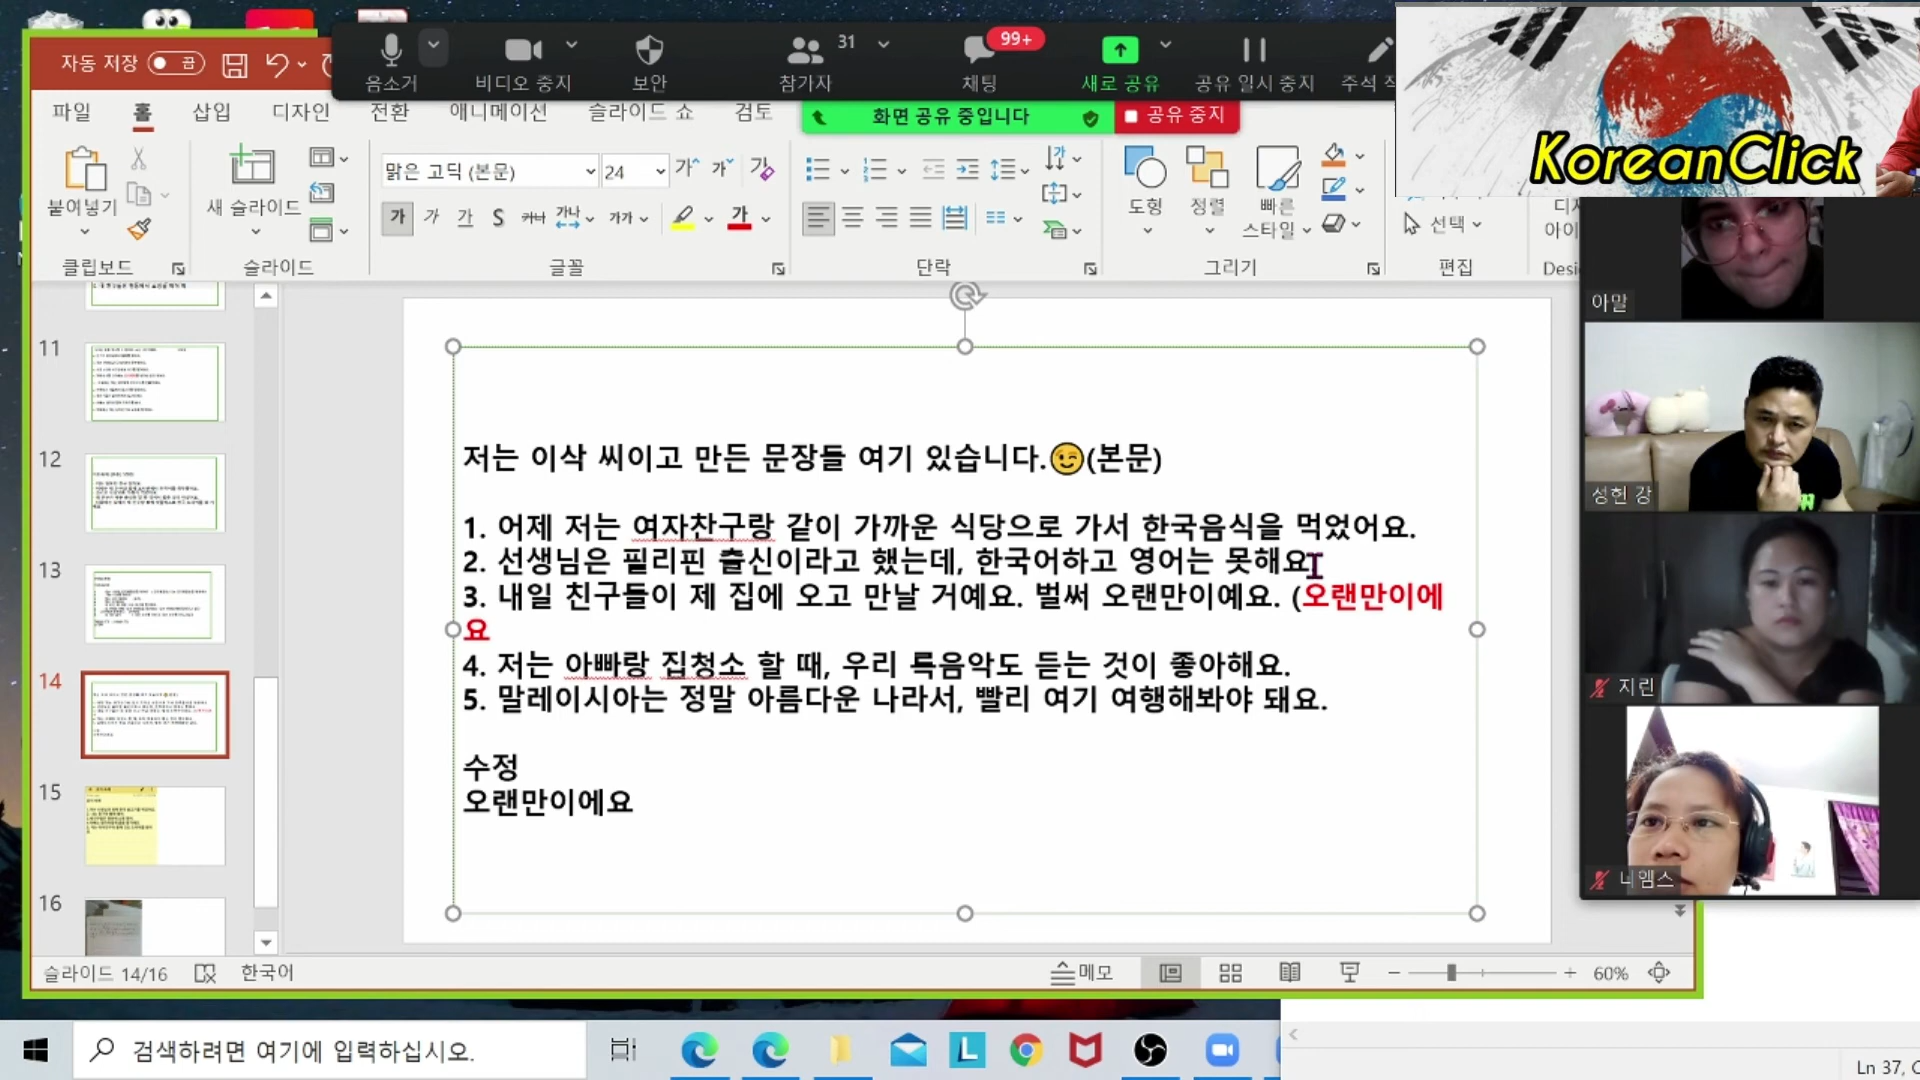 자동 저장 끔
음소거 비디오 중지 보안 참가자 31 채팅 99+ 새로 공유 공유 일시 중지 주석
KoreanClick
파일 홈 삽입 디자인 전환 애니메이션 슬라이드 쇼 검토
화면 공유 중입니다 공유 중지
붙여넣기 새 슬라이드 맑은 고딕 (본문) 24
도형 정렬 빠른 스타일 선택
클립보드 슬라이드 글꼴 단락 그리기 편집
저는 이삭 씨이고 만든 문장들 여기 있습니다.😉(본문)
1. 어제 저는 여자찬구랑 같이 가까운 식당으로 가서 한국음식을 먹었어요.
2. 선생님은 필리핀 출신이라고 했는데, 한국어하고 영어는 못해요.
3. 내일 친구들이 제 집에 오고 만날 거예요. 벌써 오랜만이예요. (오랜만이에
요
4. 저는 아빠랑 집청소 할 때, 우리 록음악도 듣는 것이 좋아해요.
5. 말레이시아는 정말 아름다운 나라서, 빨리 여기 여행해봐야 돼요.
수정
오랜만이에요
11
12
13
14
15
16
아말
성헌 강
지린
니엠스
슬라이드 14/16 한국어 메모 60%
검색하려면 여기에 입력하십시오.
Ln 37,